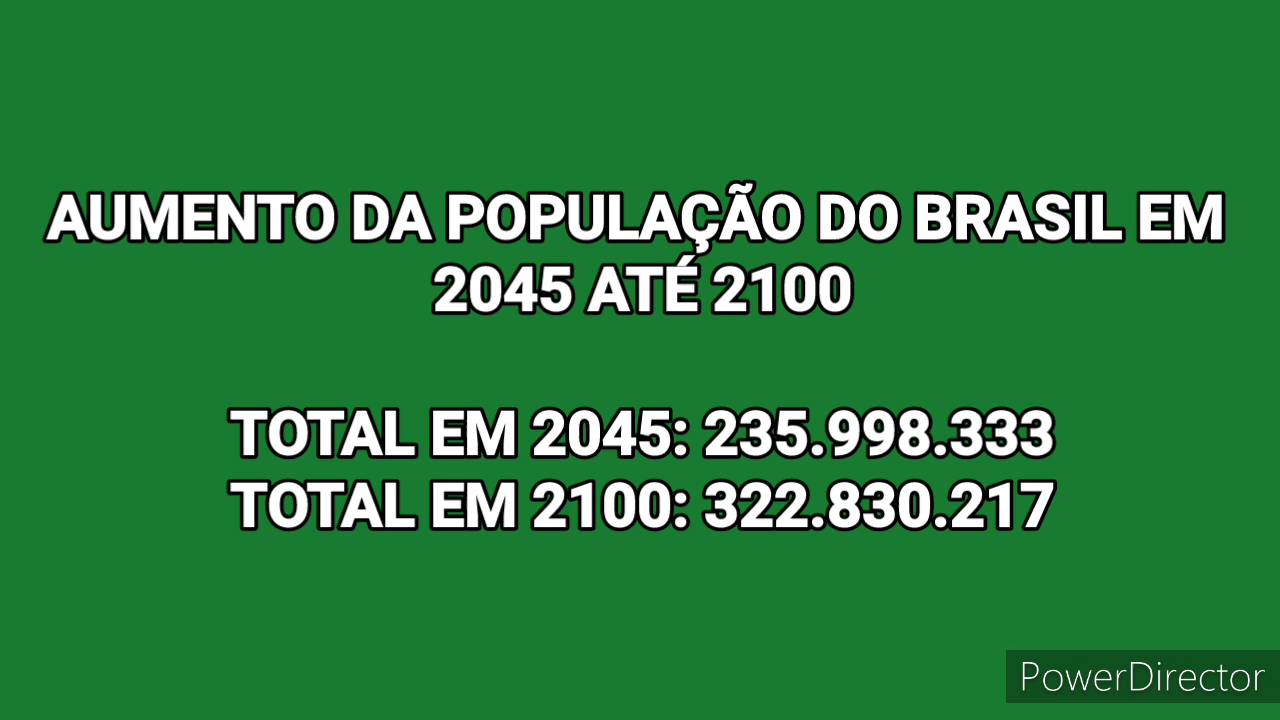 AUMENTO DA POPULAÇÃO DO BRASIL EM
2045 ATÉ 2100
TOTAL EM 2045: 235.998.333
TOTAL EM 2100: 322.830.217
PowerDirector